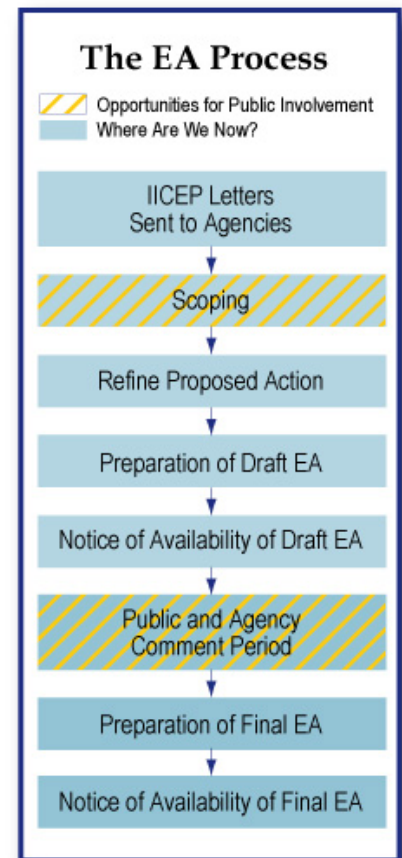 The EA Process
Opportunities for Public Involvement
Where Are We Now?
IICEP Letters
Sent to Agencies
Scoping
Refine Proposed Action
Preparation of Draft EA
Notice of Availability of Draft EA
Public and Agency
Comment Period
Preparation of Final EA
Notice of Availability of Final EA